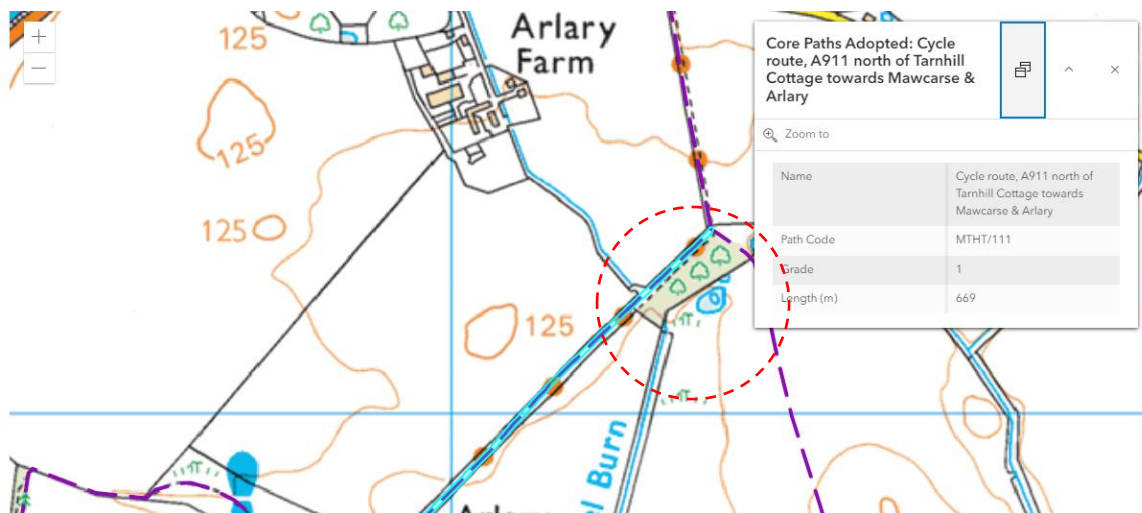 +
−
125
Arlary
Farm
125
125
125
el Burn
Arlary
Core Paths Adopted: Cycle
route, A911 north of Tarnhill
Cottage towards Mawcarse &
Arlary
Zoom to
Name Cycle route, A911 north of
Tarnhill Cottage towards
Mawcarse & Arlary
Path Code MTHT/111
Grade 1
Length (m) 669